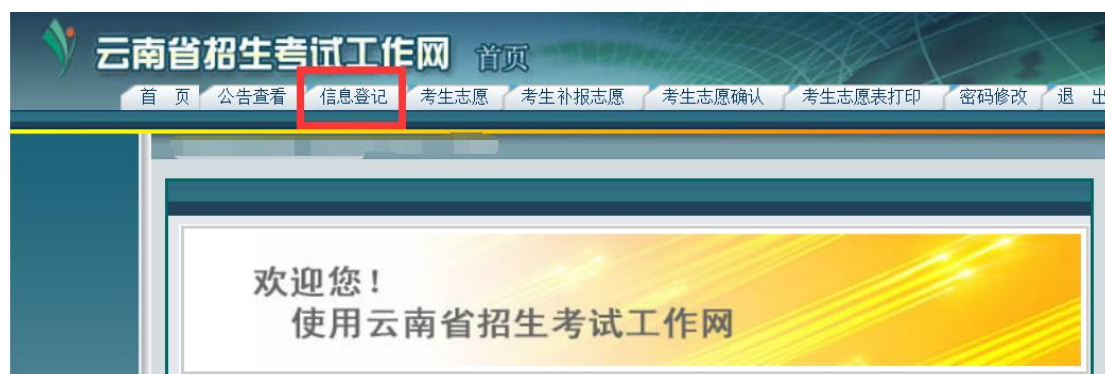 云南省招生考试工作网 首页
首 页 公告查看 信息登记 考生志愿 考生补报志愿 考生志愿确认 考生志愿表打印 密码修改 退 出
欢迎您！
使用云南省招生考试工作网